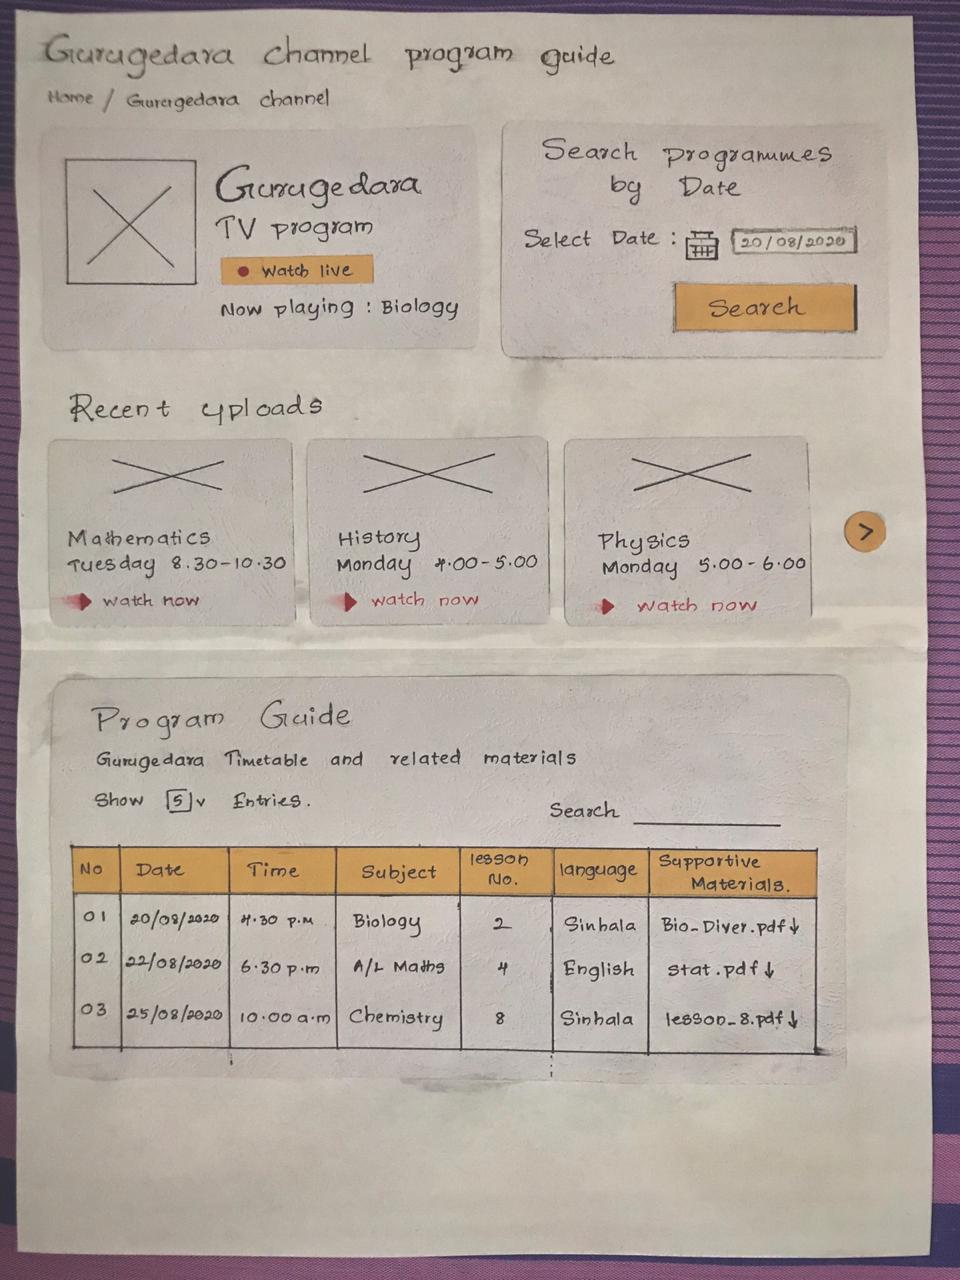 Gurugedara channel program guide
Home / Gurugedara channel
Gurugedara
TV program
Watch live
Now playing : Biology
Search Programmes
by Date
Select Date : 20/08/2020
Search
Recent uploads
Mathematics
Tuesday 8.30-10.30
watch now
History
Monday 4.00-5.00
watch now
Physics
Monday 5.00-6.00
watch now
>
Program Guide
Gurugedara Timetable and related materials
Show 5 v Entries.
Search
No Date Time Subject lesson No. language Supportive Materials.
01 20/08/2020 4.30 P.M Biology 2 Sinhala Bio-Diver.pdf↓
02 22/08/2020 6.30 p.m A/L Maths 4 English stat.pdf↓
03 25/08/2020 10.00 a.m Chemistry 8 Sinhala lesson_8.pdf↓